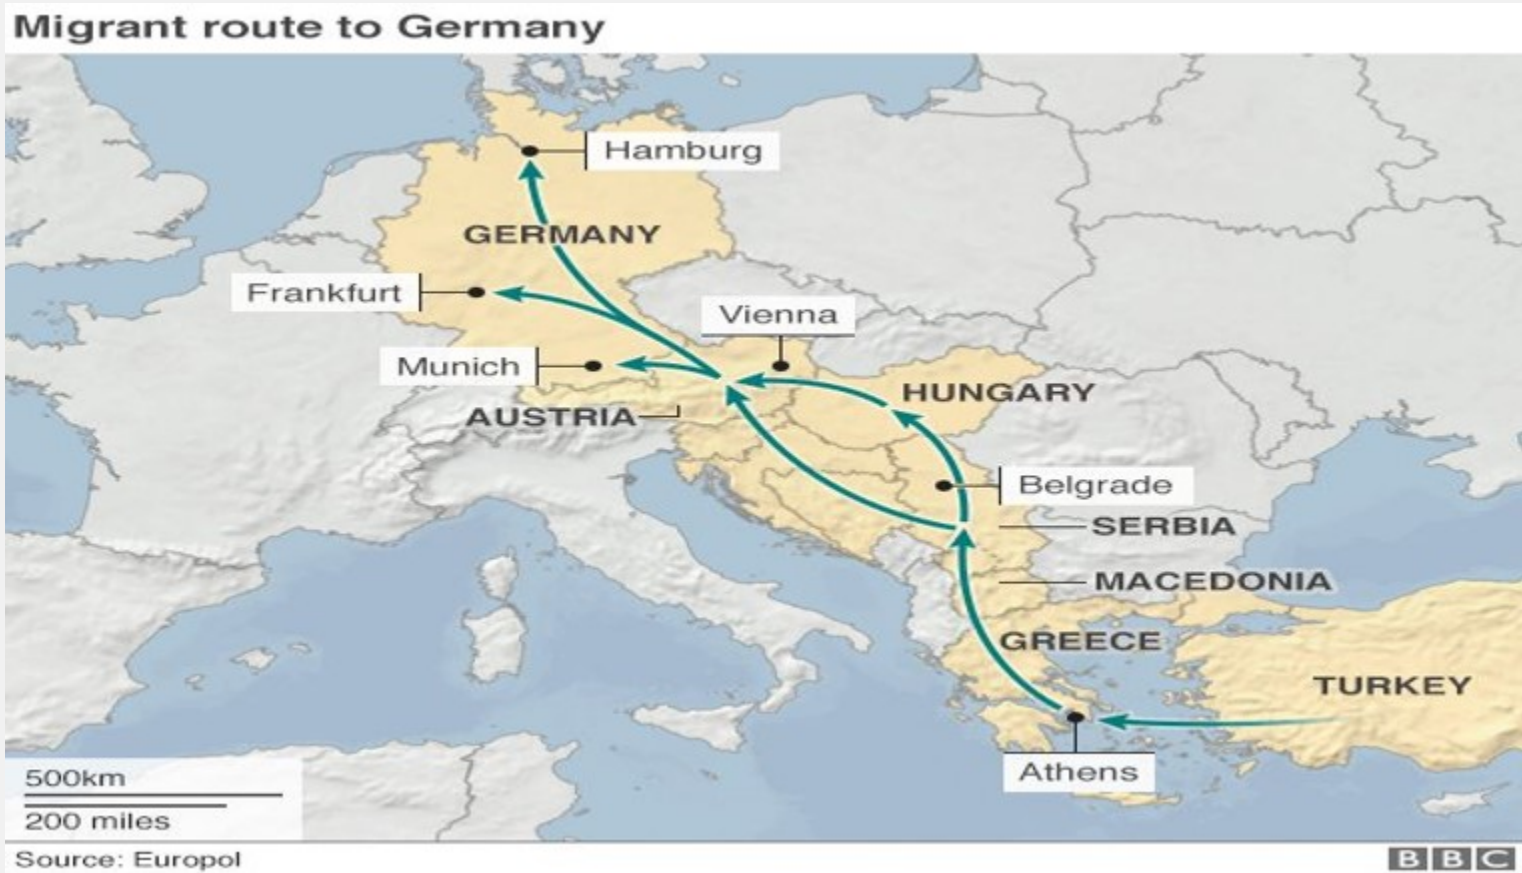 Migrant route to Germany
Hamburg
GERMANY
Frankfurt
Vienna
Munich
HUNGARY
AUSTRIA
Belgrade
SERBIA
MACEDONIA
GREECE
TURKEY
Athens
500km
200 miles
Source: Europol
BBC